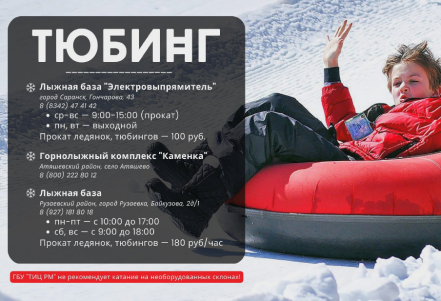 ТЮБИНГ
Лыжная база "Электровыпрямитель"
город Саранск, Гончарова, 43
8 (8342) 47 41 42
• ср-вс — 9:00-15:00 (прокат)
• пн, вт — выходной
Прокат ледянок, тюбингов — 100 руб.
Горнолыжный комплекс "Каменка"
Атяшевский район, село Атяшево
8 (800) 222 80 12
Лыжная база
Рузаевский район, город Рузаевка, Байкузова, 2д/1
8 (927) 181 80 18
• пн-пт — с 10:00 до 17:00
• сб, вс — с 9:00 до 18:00
Прокат ледянок, тюбингов — 180 руб/час
ГБУ "ТИЦ РМ" не рекомендует катание на необорудованных склонах!